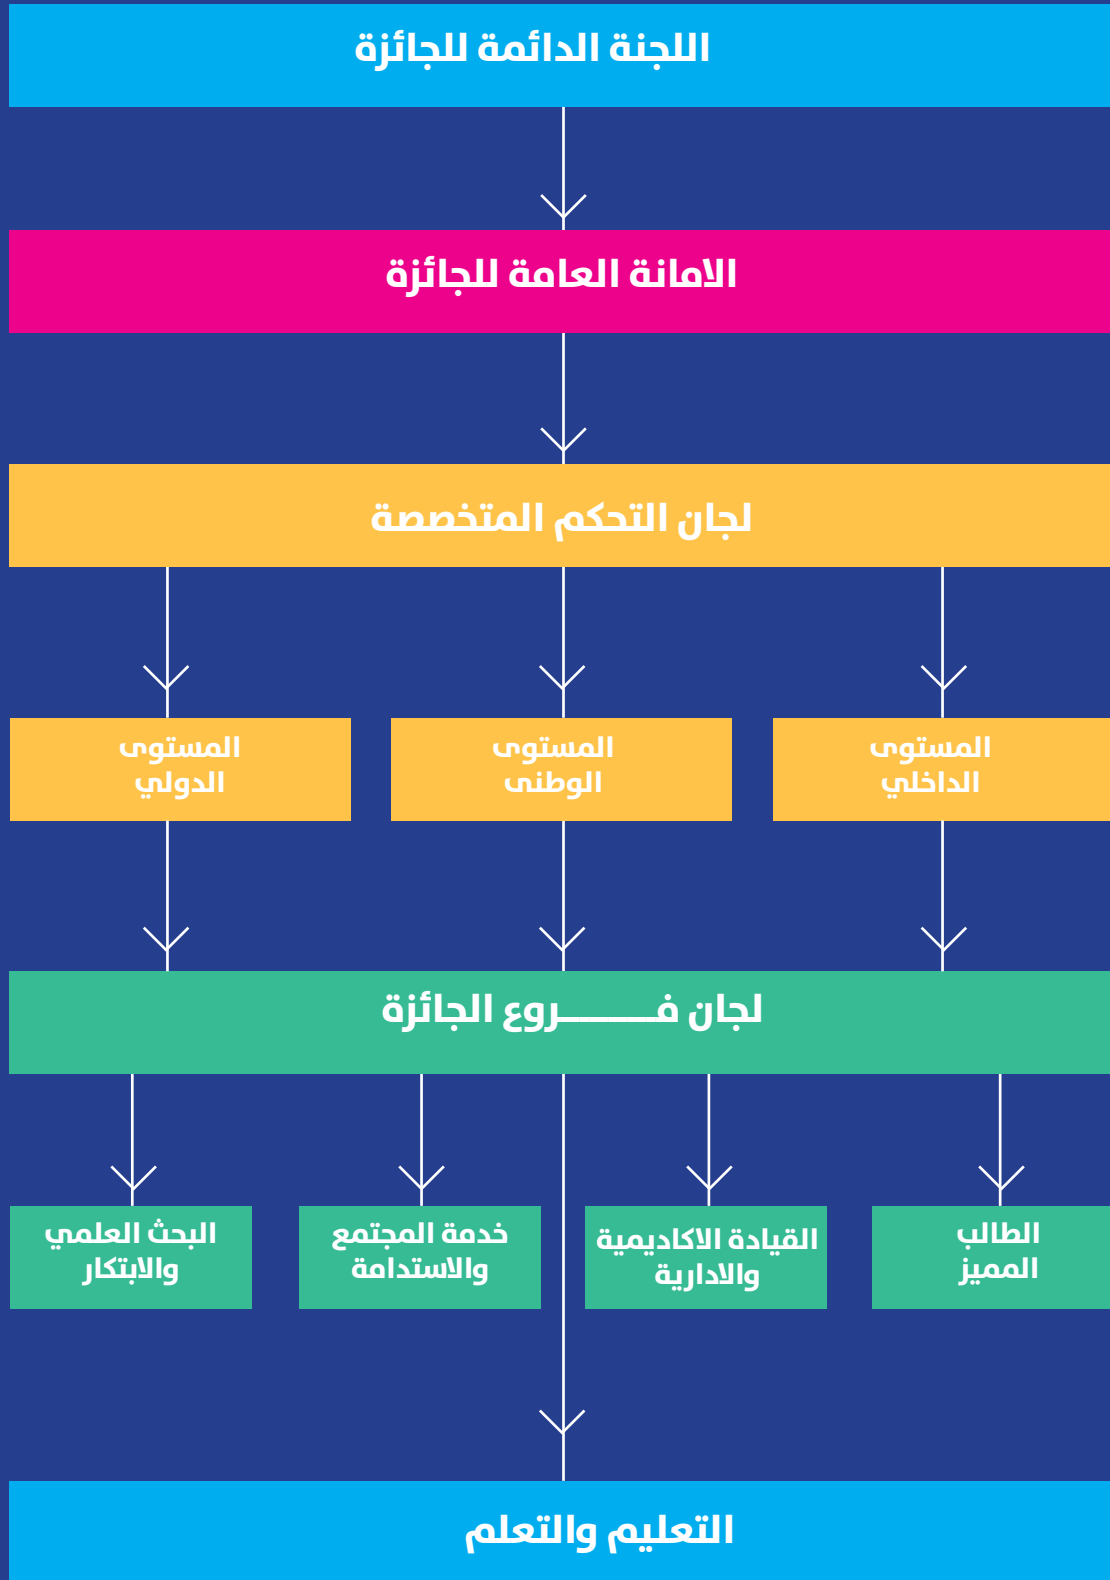 اللجنة الدائمة للجائزة
الامانة العامة للجائزة
لجان التحكم المتخصصة
المستوى
الداخلي
المستوى
الوطنى
المستوى
الدولي
لجان فـــــــــروع الجائزة
الطالب
المميز
القيادة الاكاديمية
والادارية
خدمة المجتمع
والاستدامة
البحث العلمي
والابتكار
التعليم والتعلم